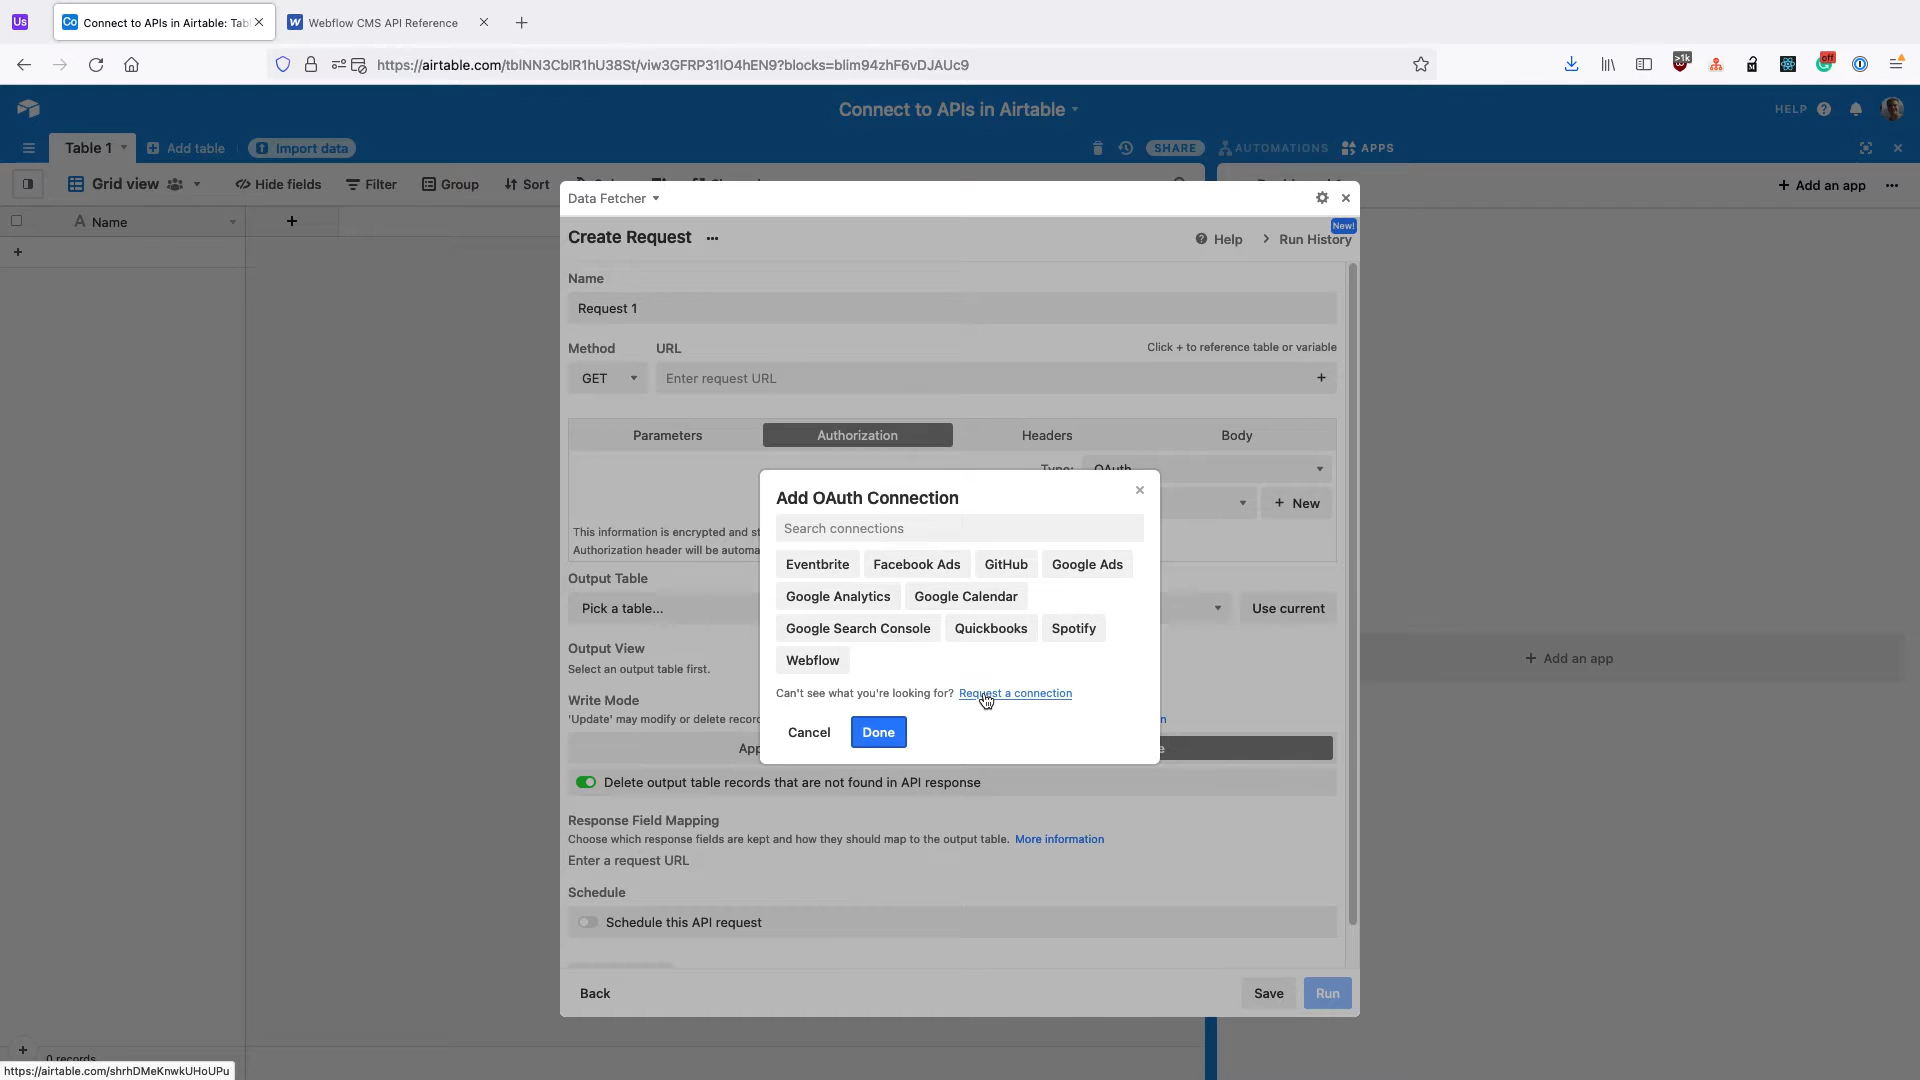 Us
Co Connect to APIs in Airtable: Tab
W Webflow CMS API Reference
https://airtable.com/tblNN3CblR1hU38St/viw3GFRP31lO4hEN9?blocks=blim94zhF6vDJAUc9
>1k
off
Connect to APIs in Airtable
HELP
Table 1
Add table
Import data
SHARE
AUTOMATIONS
APPS
Grid view
Hide fields
Filter
Group
Sort
Add an app
Data Fetcher
A Name
Create Request
New!
Help
Run History
Name
Request 1
Method
URL
Click + to reference table or variable
GET
Enter request URL
Parameters
Authorization
Headers
Body
Type: OAuth
Add OAuth Connection
New
Search connections
This information is encrypted and st
Authorization header will be automa
Eventbrite
Facebook Ads
GitHub
Google Ads
Output Table
Google Analytics
Google Calendar
Pick a table...
Use current
Google Search Console
Quickbooks
Spotify
Output View
Webflow
Add an app
Select an output table first.
Can't see what you're looking for? Request a connection
Write Mode
'Update' may modify or delete recor
n
Cancel
Done
App
e
Delete output table records that are not found in API response
Response Field Mapping
Choose which response fields are kept and how they should map to the output table. More information
Enter a request URL
Schedule
Schedule this API request
Back
Save
Run
0 records
https://airtable.com/shrhDMeKnwkUHoUPu